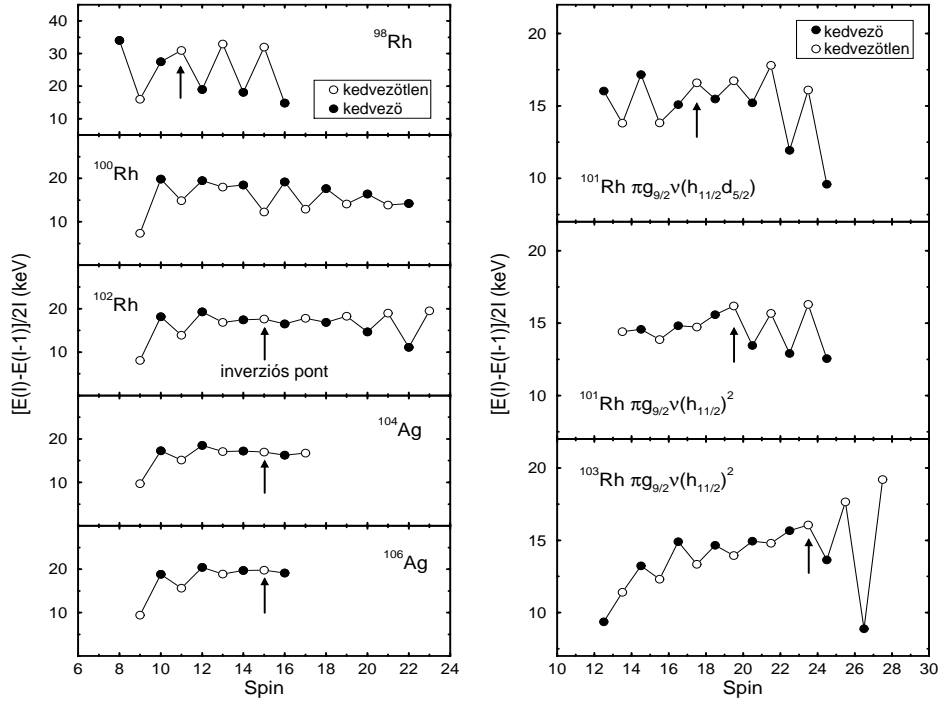 [E(I)-E(I-1)]/2I (keV)
40
30
20
10
98Rh
kedvezötlen
kedvezö
20
10
100Rh
20
10
102Rh
inverziós pont
20
10
104Ag
20
10
106Ag
6 8 10 12 14 16 18 20 22 24
Spin
[E(I)-E(I-1)]/2I (keV)
20
15
10
kedvezö
kedvezötlen
101Rh πg9/2ν(h11/2d5/2)
20
15
10
101Rh πg9/2ν(h11/2)2
20
15
10
103Rh πg9/2ν(h11/2)2
10 12 14 16 18 20 22 24 26 28 30
Spin